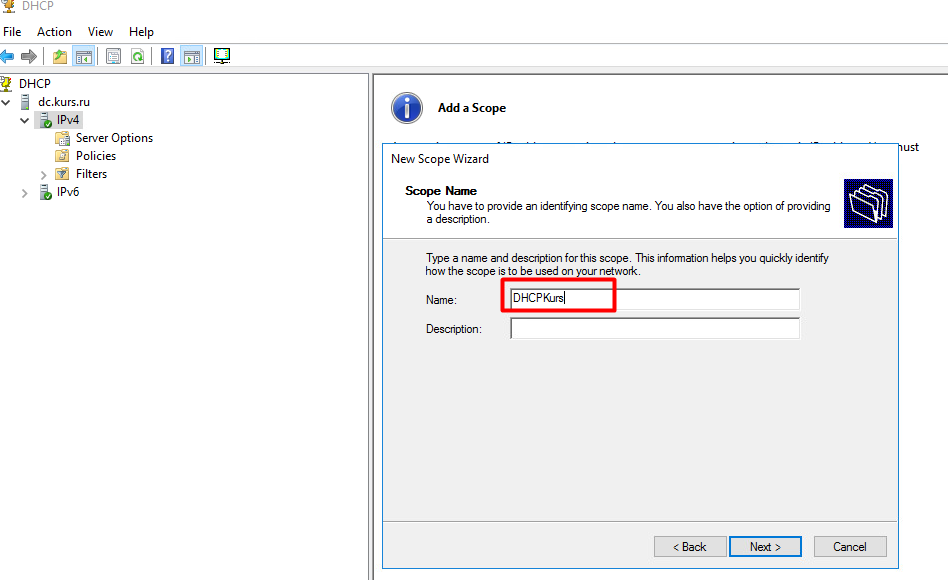 DHCP
File Action View Help
DHCP
dc.kurs.ru
IPv4
Server Options
Policies
Filters
IPv6
Add a Scope
must
New Scope Wizard
Scope Name
You have to provide an identifying scope name. You also have the option of providing
a description.
Type a name and description for this scope. This information helps you quickly identify
how the scope is to be used on your network.
Name: DHCPKurs
Description:
< Back Next > Cancel